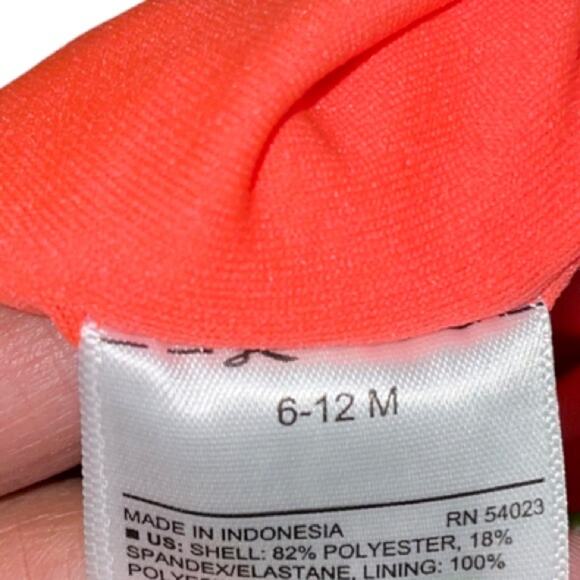 6-12 M
MADE IN INDONESIA RN 54023
■ US: SHELL: 82% POLYESTER, 18%
SPANDEX/ELASTANE, LINING: 100%